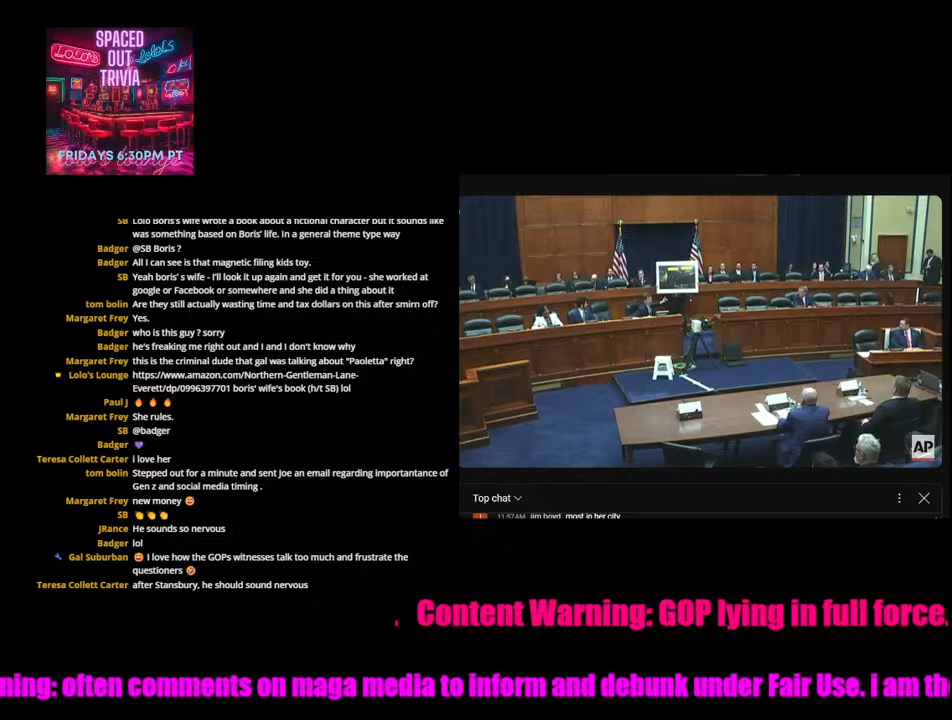 SPACED
OUT
TRIVIA
LOLO'S
lolo's
FRIDAYS 6:30PM PT
lolo's lounge
SB Lolo Boris's wife wrote a book about a fictional character but it sounds like
was something based on Boris' life. In a general theme type way
Badger @SB Boris ?
Badger All I can see is that magnetic filing kids toy.
SB Yeah boris' s wife - I'll look it up again and get it for you - she worked at
google or Facebook or somewhere and she did a thing about it
tom bolin Are they still actually wasting time and tax dollars on this after smirn off?
Margaret Frey Yes.
Badger who is this guy ? sorry
Badger he's freaking me right out and I and I don't know why
Margaret Frey this is the criminal dude that gal was talking about "Paoletta" right?
Lolo's Lounge https://www.amazon.com/Northern-Gentleman-Lane-
Everett/dp/0996397701 boris' wife's book (h/t SB) lol
Paul J 🔥 🔥 🔥
Margaret Frey She rules.
SB @badger
Badger 💜
Teresa Collett Carter i love her
tom bolin Stepped out for a minute and sent Joe an email regarding importantance of
Gen z and social media timing .
Margaret Frey new money 🤑
SB 👏 👏 👏
JRance He sounds so nervous
Badger lol
Gal Suburban 🤩 I love how the GOPs witnesses talk too much and frustrate the
questioners 🤣
Teresa Collett Carter after Stansbury, he should sound nervous
AP
Top chat
11:57AM jim boyd most in her city
. Content Warning: GOP lying in full force.
ning: often comments on maga media to inform and debunk under Fair Use. i am th